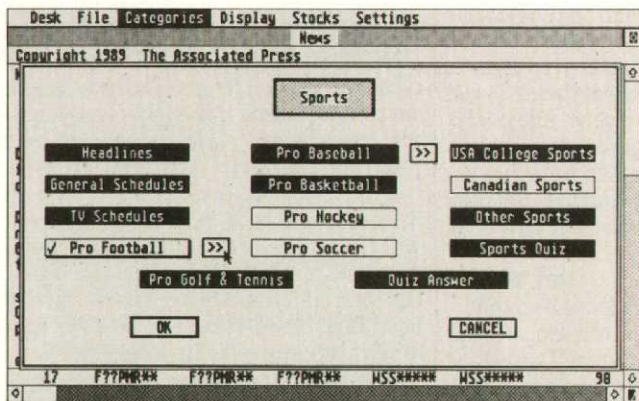 Desk File Categories Display Stocks Settings
News
Copyright 1989 The Associated Press
Sports
Headlines Pro Baseball >> USA College Sports
General Schedules Pro Basketball Canadian Sports
TV Schedules Pro Hockey Other Sports
✓ Pro Football >> Pro Soccer Sports Quiz
Pro Golf & Tennis Quiz Answer
OK CANCEL
17 F??PMR** F??PMR** F??PMR** WSS***** WSS***** 98